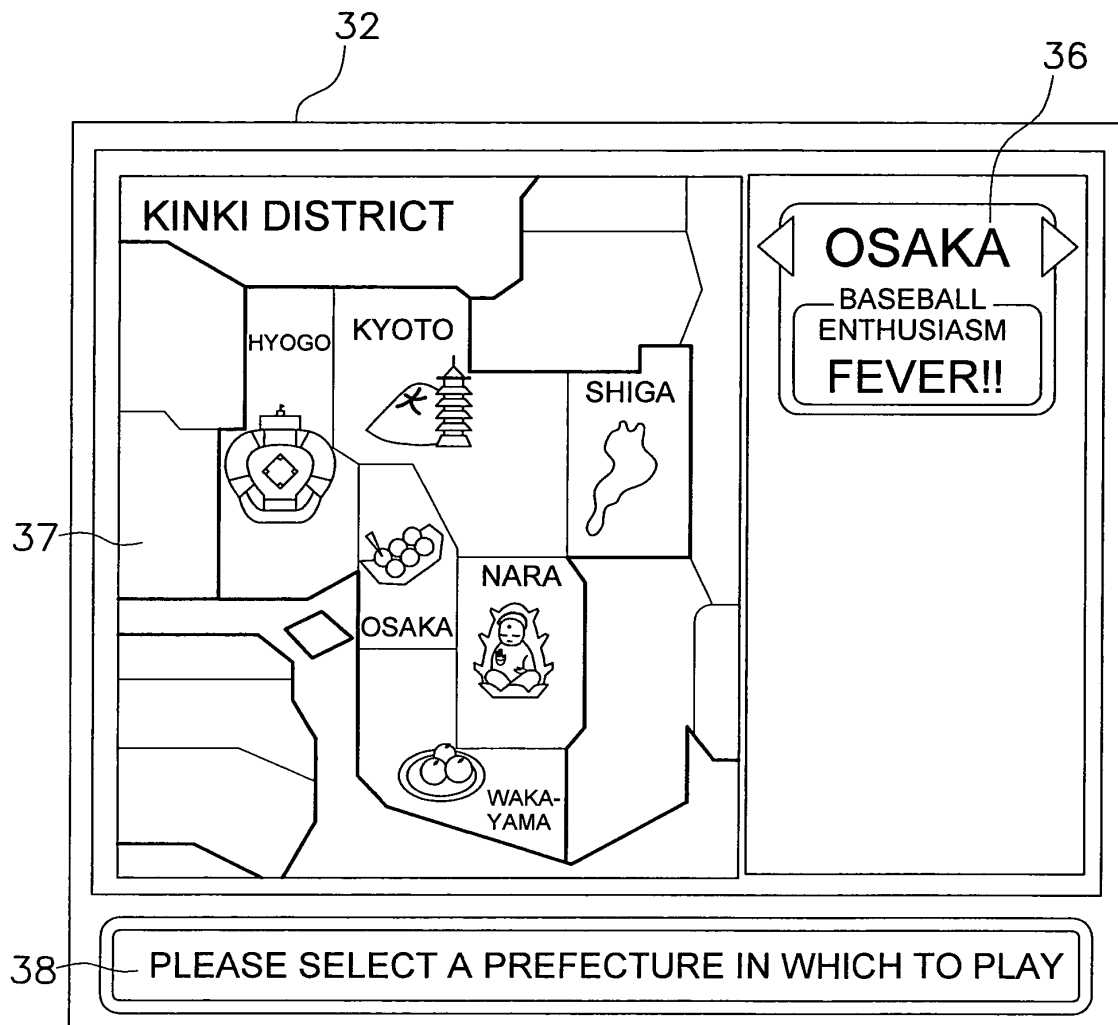 32
36
KINKI DISTRICT
OSAKA
BASEBALL
ENTHUSIASM
FEVER!!
HYOGO
KYOTO
大
SHIGA
37
NARA
OSAKA
WAKA-
YAMA
38
PLEASE SELECT A PREFECTURE IN WHICH TO PLAY